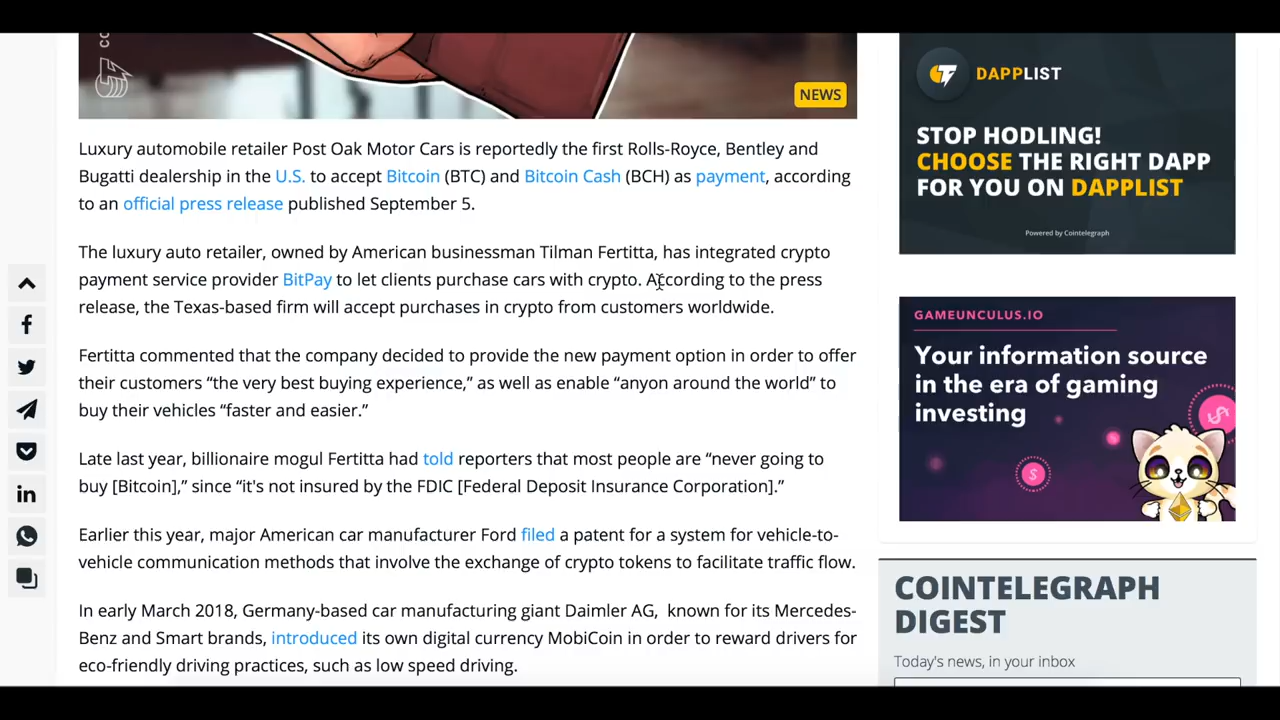 CO
NEWS
Luxury automobile retailer Post Oak Motor Cars is reportedly the first Rolls-Royce, Bentley and
Bugatti dealership in the U.S. to accept Bitcoin (BTC) and Bitcoin Cash (BCH) as payment, according
to an official press release published September 5.
The luxury auto retailer, owned by American businessman Tilman Fertitta, has integrated crypto
payment service provider BitPay to let clients purchase cars with crypto. According to the press
release, the Texas-based firm will accept purchases in crypto from customers worldwide.
Fertitta commented that the company decided to provide the new payment option in order to offer
their customers “the very best buying experience,” as well as enable “anyon around the world” to
buy their vehicles “faster and easier.”
Late last year, billionaire mogul Fertitta had told reporters that most people are “never going to
buy [Bitcoin],” since “it's not insured by the FDIC [Federal Deposit Insurance Corporation].”
Earlier this year, major American car manufacturer Ford filed a patent for a system for vehicle-to-
vehicle communication methods that involve the exchange of crypto tokens to facilitate traffic flow.
In early March 2018, Germany-based car manufacturing giant Daimler AG,  known for its Mercedes-
Benz and Smart brands, introduced its own digital currency MobiCoin in order to reward drivers for
eco-friendly driving practices, such as low speed driving.
DAPPLIST
STOP HODLING!
CHOOSE THE RIGHT DAPP
FOR YOU ON DAPPLIST
Powered by Cointelegraph
GAMEUNCULUS.IO
Your information source
in the era of gaming
investing
COINTELEGRAPH
DIGEST
Today's news, in your inbox